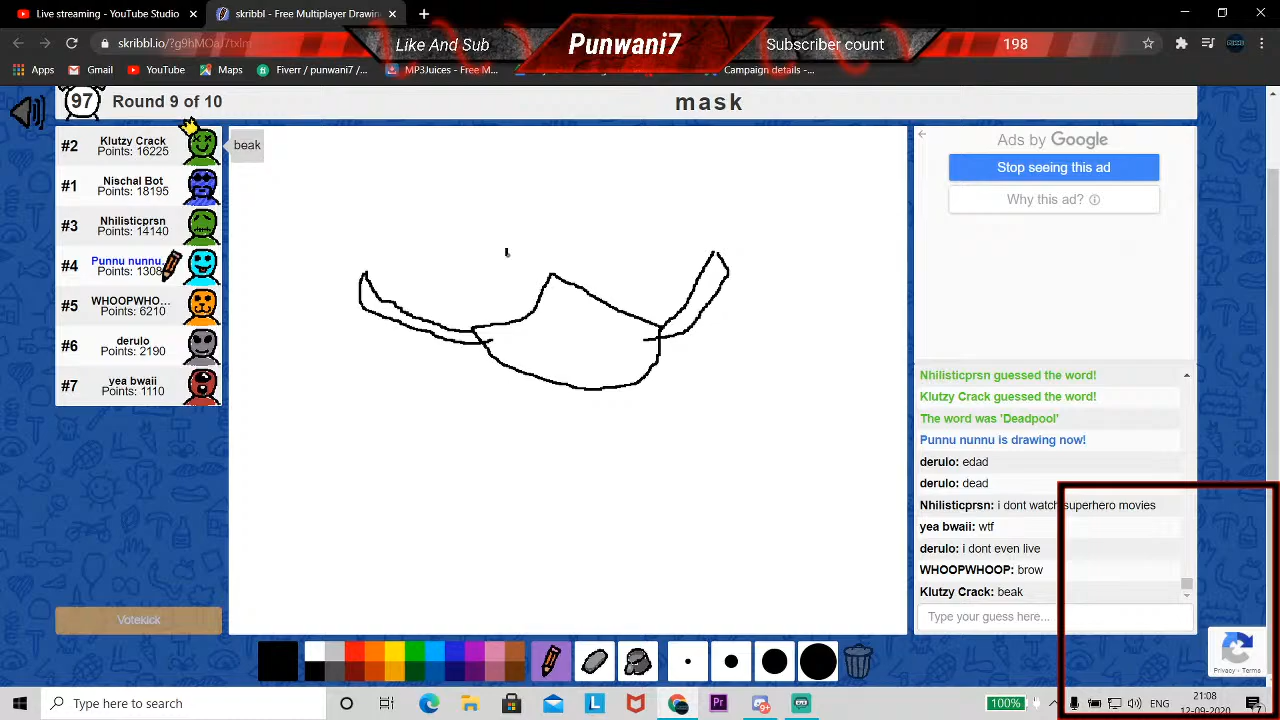 Live streaming - YouTube Studio
skribbl - Free Multiplayer Drawin
skribbl.io/?g9hMOaJ7txlm
Like And Sub
Punwani7
Subscriber count
198
Apps
Gmail
YouTube
Maps
Fiverr / punwani7 /...
MP3Juices - Free M...
Campaign details -...
97
Round 9 of 10
mask
#2
Klutzy Crack
Points: 16225
beak
#1
Nischal Bot
Points: 18195
#3
Nhilisticprsn
Points: 14140
#4
Punnu nunnu
Points: 1308
#5
WHOOPWHO...
Points: 6210
#6
derulo
Points: 2190
#7
yea bwaii
Points: 1110
Votekick
Ads by Google
Stop seeing this ad
Why this ad?
Nhilisticprsn guessed the word!
Klutzy Crack guessed the word!
The word was 'Deadpool'
Punnu nunnu is drawing now!
derulo: edad
derulo: dead
Nhilisticprsn: i dont watch superhero movies
yea bwaii: wtf
derulo: i dont even live
WHOOPWHOOP: brow
Klutzy Crack: beak
Type your guess here...
Privacy - Terms
Type here to search
100%
ENG
21:08
12-09-2020